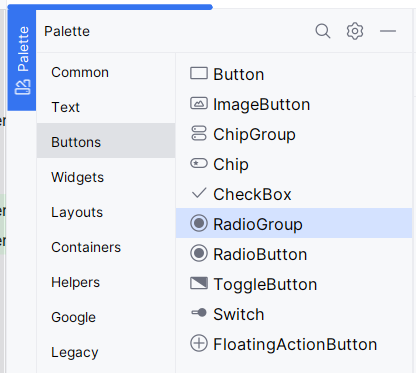 Palette
Palette
Common
Text
Buttons
Widgets
Layouts
Containers
Helpers
Google
Legacy
Button
ImageButton
ChipGroup
Chip
CheckBox
RadioGroup
RadioButton
ToggleButton
Switch
FloatingActionButton